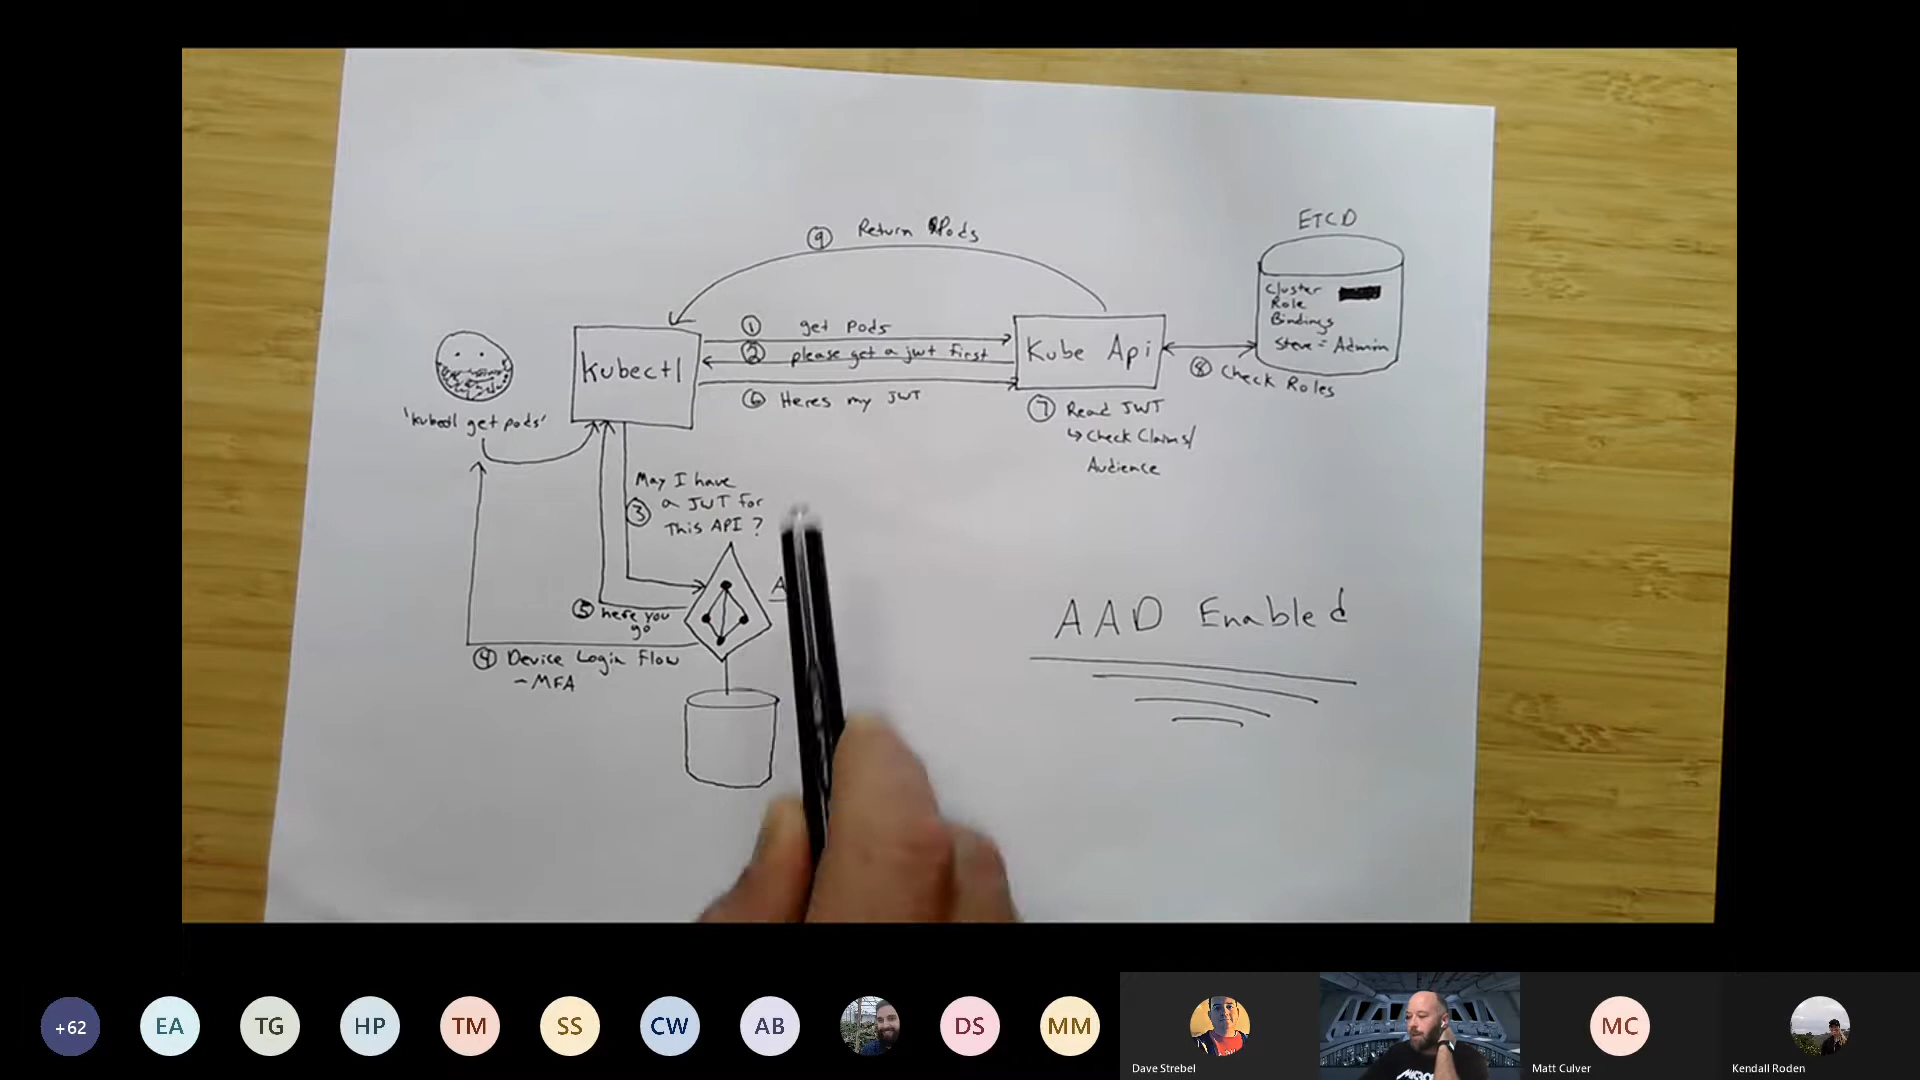 ETCD
9 Return Pods
Cluster
Role
Bindings
Steve = Admin
1 get pods
2 please get a jwt first
6 Heres my JWT
kubectl
Kube Api
8 Check Roles
'kubectl get pods'
7 Read JWT
↳ Check Claims/
Audience
May I have
3 a JWT for
This API ?
A
5 here you
go
4 Device Login Flow
- MFA
AAD Enabled
+62
EA
TG
HP
TM
SS
CW
AB
DS
MM
MC
Dave Strebel
Matt Culver
Kendall Roden